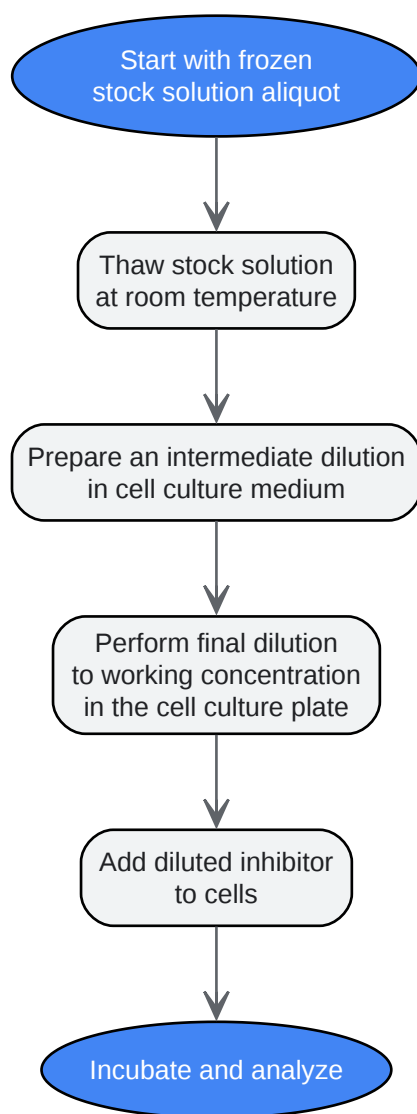 Start with frozen
stock solution aliquot
Thaw stock solution
at room temperature
Prepare an intermediate dilution
in cell culture medium
Perform final dilution
to working concentration
in the cell culture plate
Add diluted inhibitor
to cells
Incubate and analyze